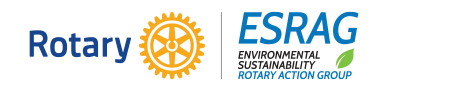 Rotary
ESRAG
ENVIRONMENTAL
SUSTAINABILITY
ROTARY ACTION GROUP